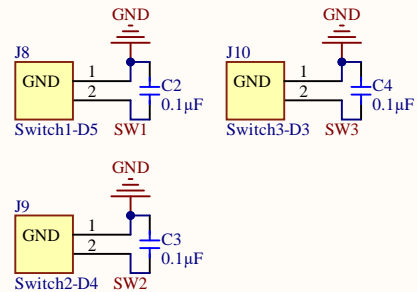 GND
J8
GND
1
2
C2
0.1µF
Switch1-D5
SW1
GND
J10
GND
1
2
C4
0.1µF
Switch3-D3
SW3
GND
J9
GND
1
2
C3
0.1µF
Switch2-D4
SW2